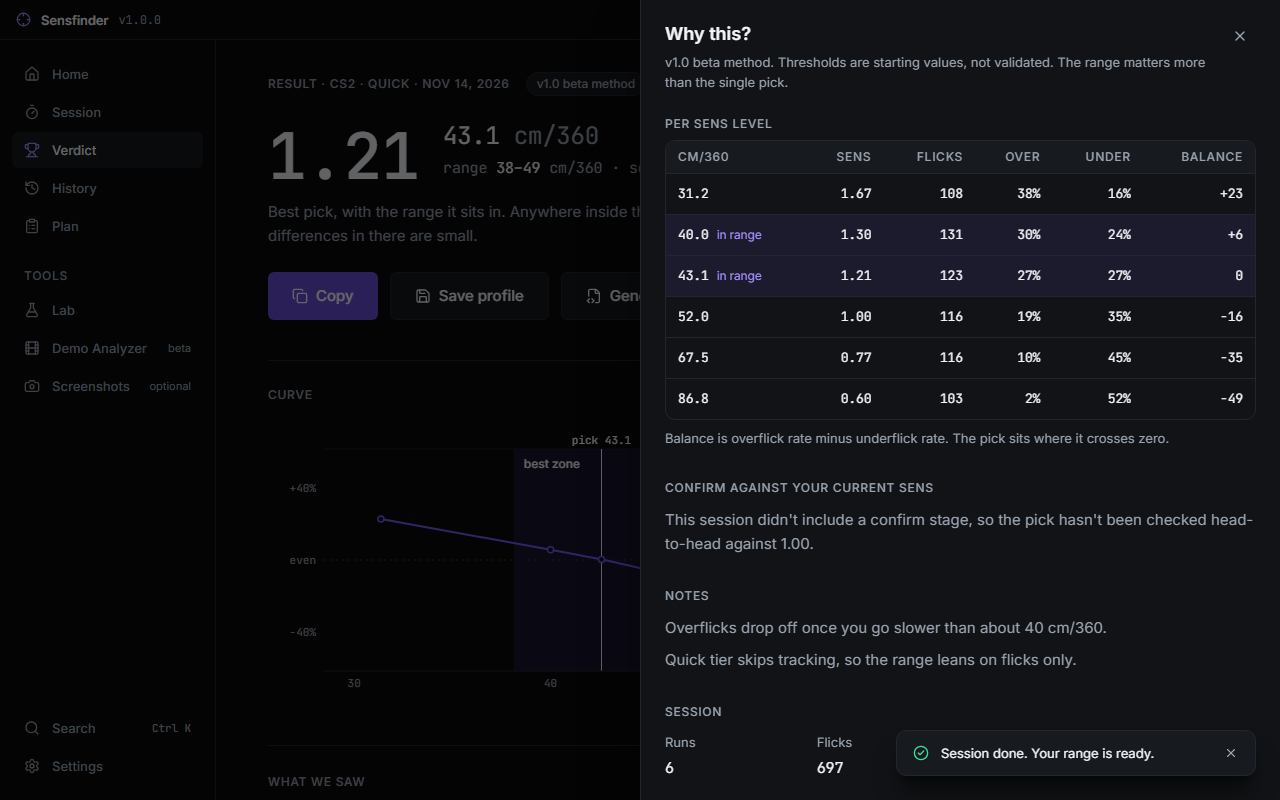 Sensfinder v1.0.0
Home
Session
Verdict
History
Plan
TOOLS
Lab
Demo Analyzer beta
Screenshots optional
Search Ctrl K
Settings
RESULT · CS2 · QUICK · NOV 14, 2026 v1.0 beta method
1.21
43.1 cm/360
range 38–49 cm/360 · s
Best pick, with the range it sits in. Anywhere inside th
differences in there are small.
Copy
Save profile
Gen
CURVE
pick 43.1
best zone
+40%
even
-40%
30 40
WHAT WE SAW
Why this?
v1.0 beta method. Thresholds are starting values, not validated. The range matters more
than the single pick.
PER SENS LEVEL
CM/360 SENS FLICKS OVER UNDER BALANCE
31.2 1.67 108 38% 16% +23
40.0 in range 1.30 131 30% 24% +6
43.1 in range 1.21 123 27% 27% 0
52.0 1.00 116 19% 35% -16
67.5 0.77 116 10% 45% -35
86.8 0.60 103 2% 52% -49
Balance is overflick rate minus underflick rate. The pick sits where it crosses zero.
CONFIRM AGAINST YOUR CURRENT SENS
This session didn't include a confirm stage, so the pick hasn't been checked head-
to-head against 1.00.
NOTES
Overflicks drop off once you go slower than about 40 cm/360.
Quick tier skips tracking, so the range leans on flicks only.
SESSION
Runs Flicks
6 697
Session done. Your range is ready.